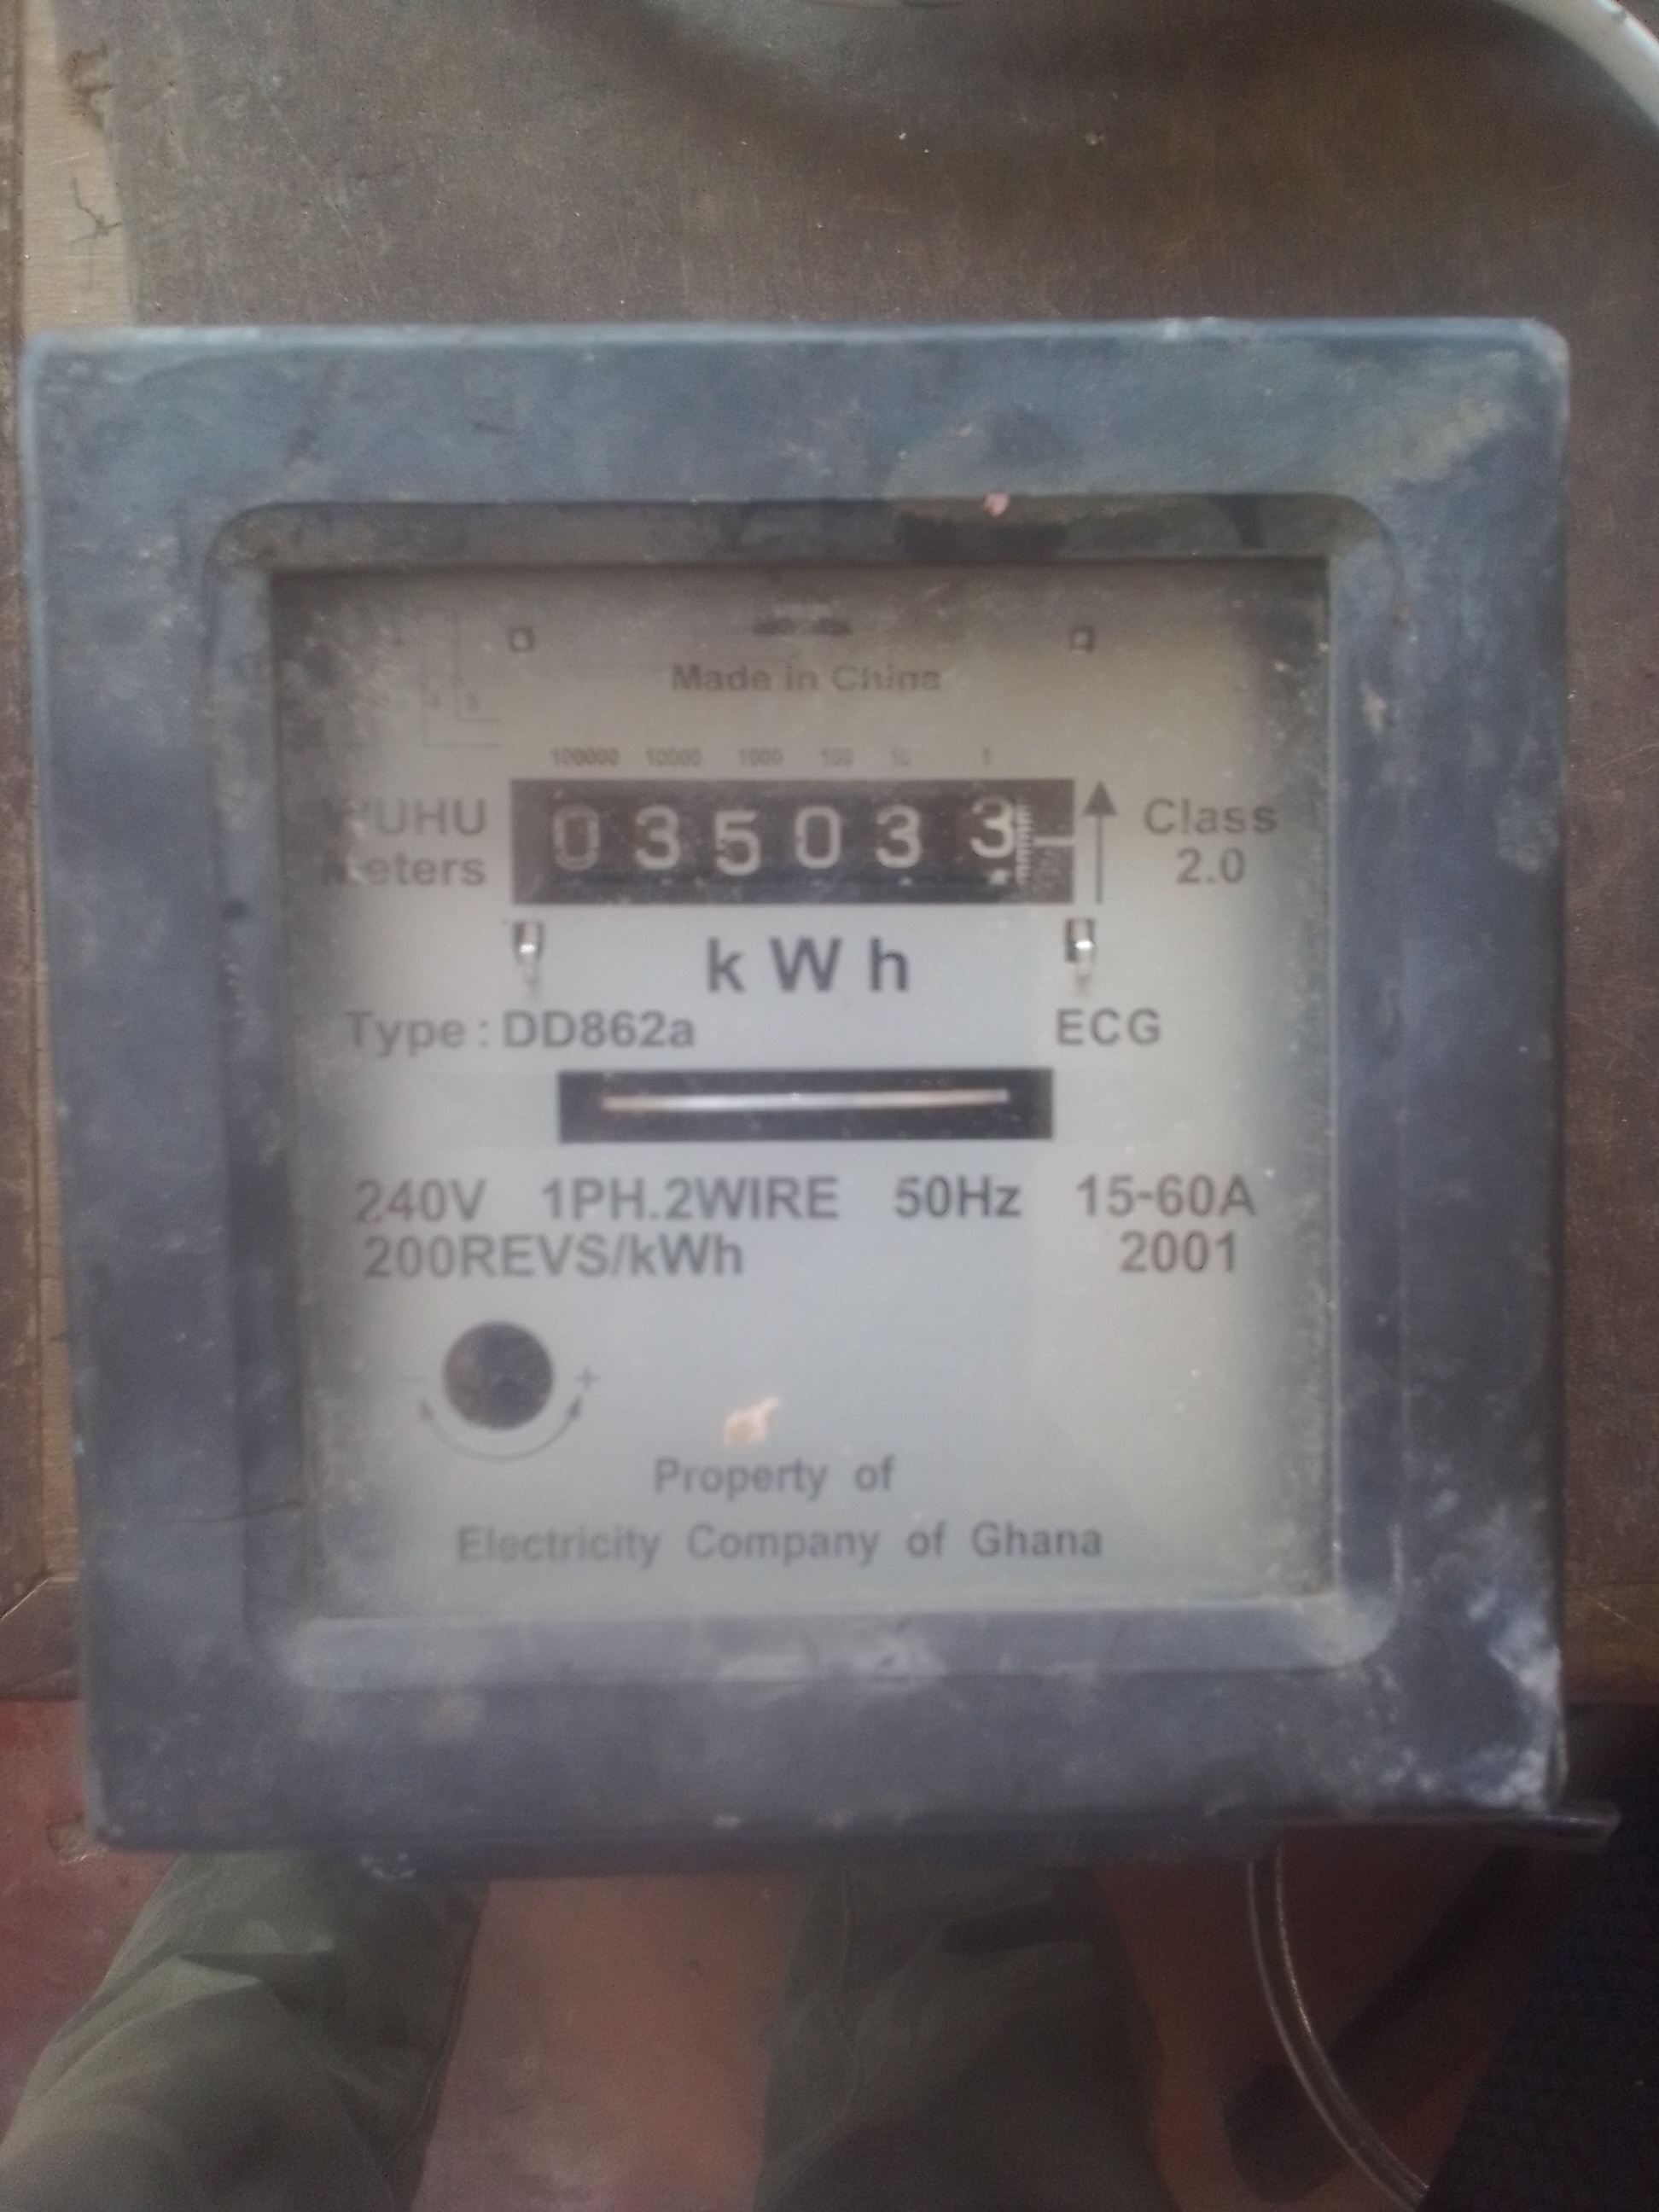 Made in China
100000 10000 1000 100 10 1
WUHU Meters
035033
Class 2.0
kWh
Type: DD862a ECG
240V 1PH.2WIRE 50Hz 15-60A
200REVS/kWh 2001
- +
Property of
Electricity Company of Ghana